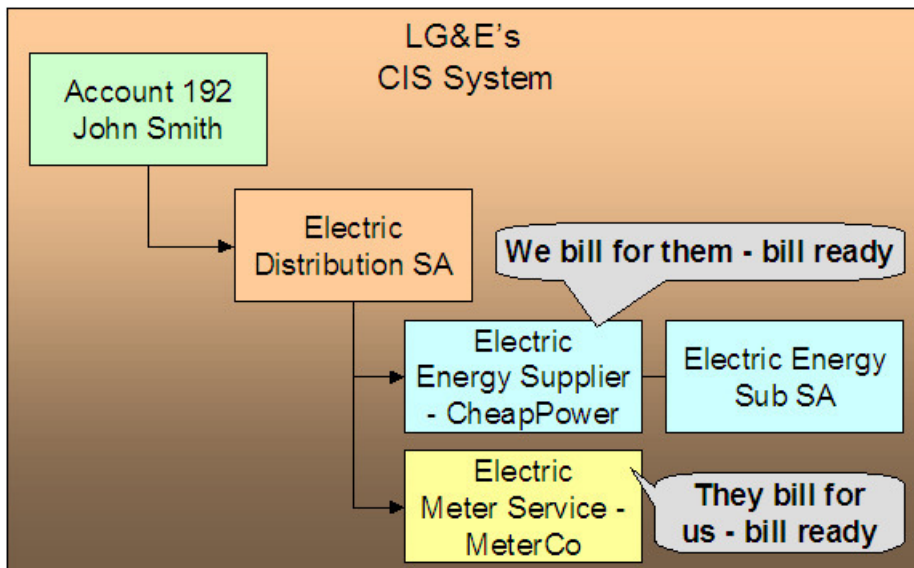 LG&E's
CIS System
Account 192
John Smith
Electric
Distribution SA
We bill for them - bill ready
Electric
Energy Supplier
- CheapPower
Electric Energy
Sub SA
Electric
Meter Service -
MeterCo
They bill for
us - bill ready